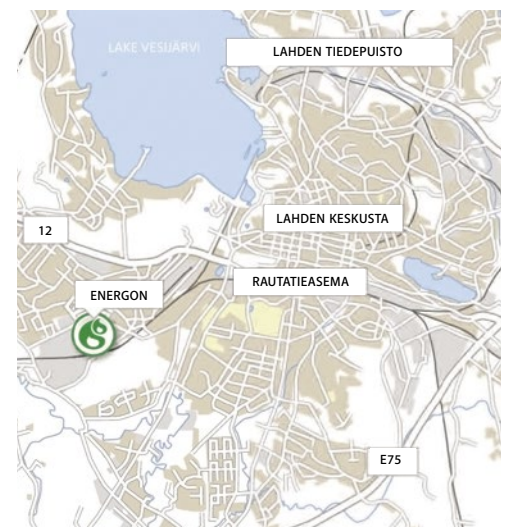 LAKE VESIJÄRVI
LAHDEN TIEDEPUISTO
LAHDEN KESKUSTA
12
RAUTATIEASEMA
ENERGON
E75